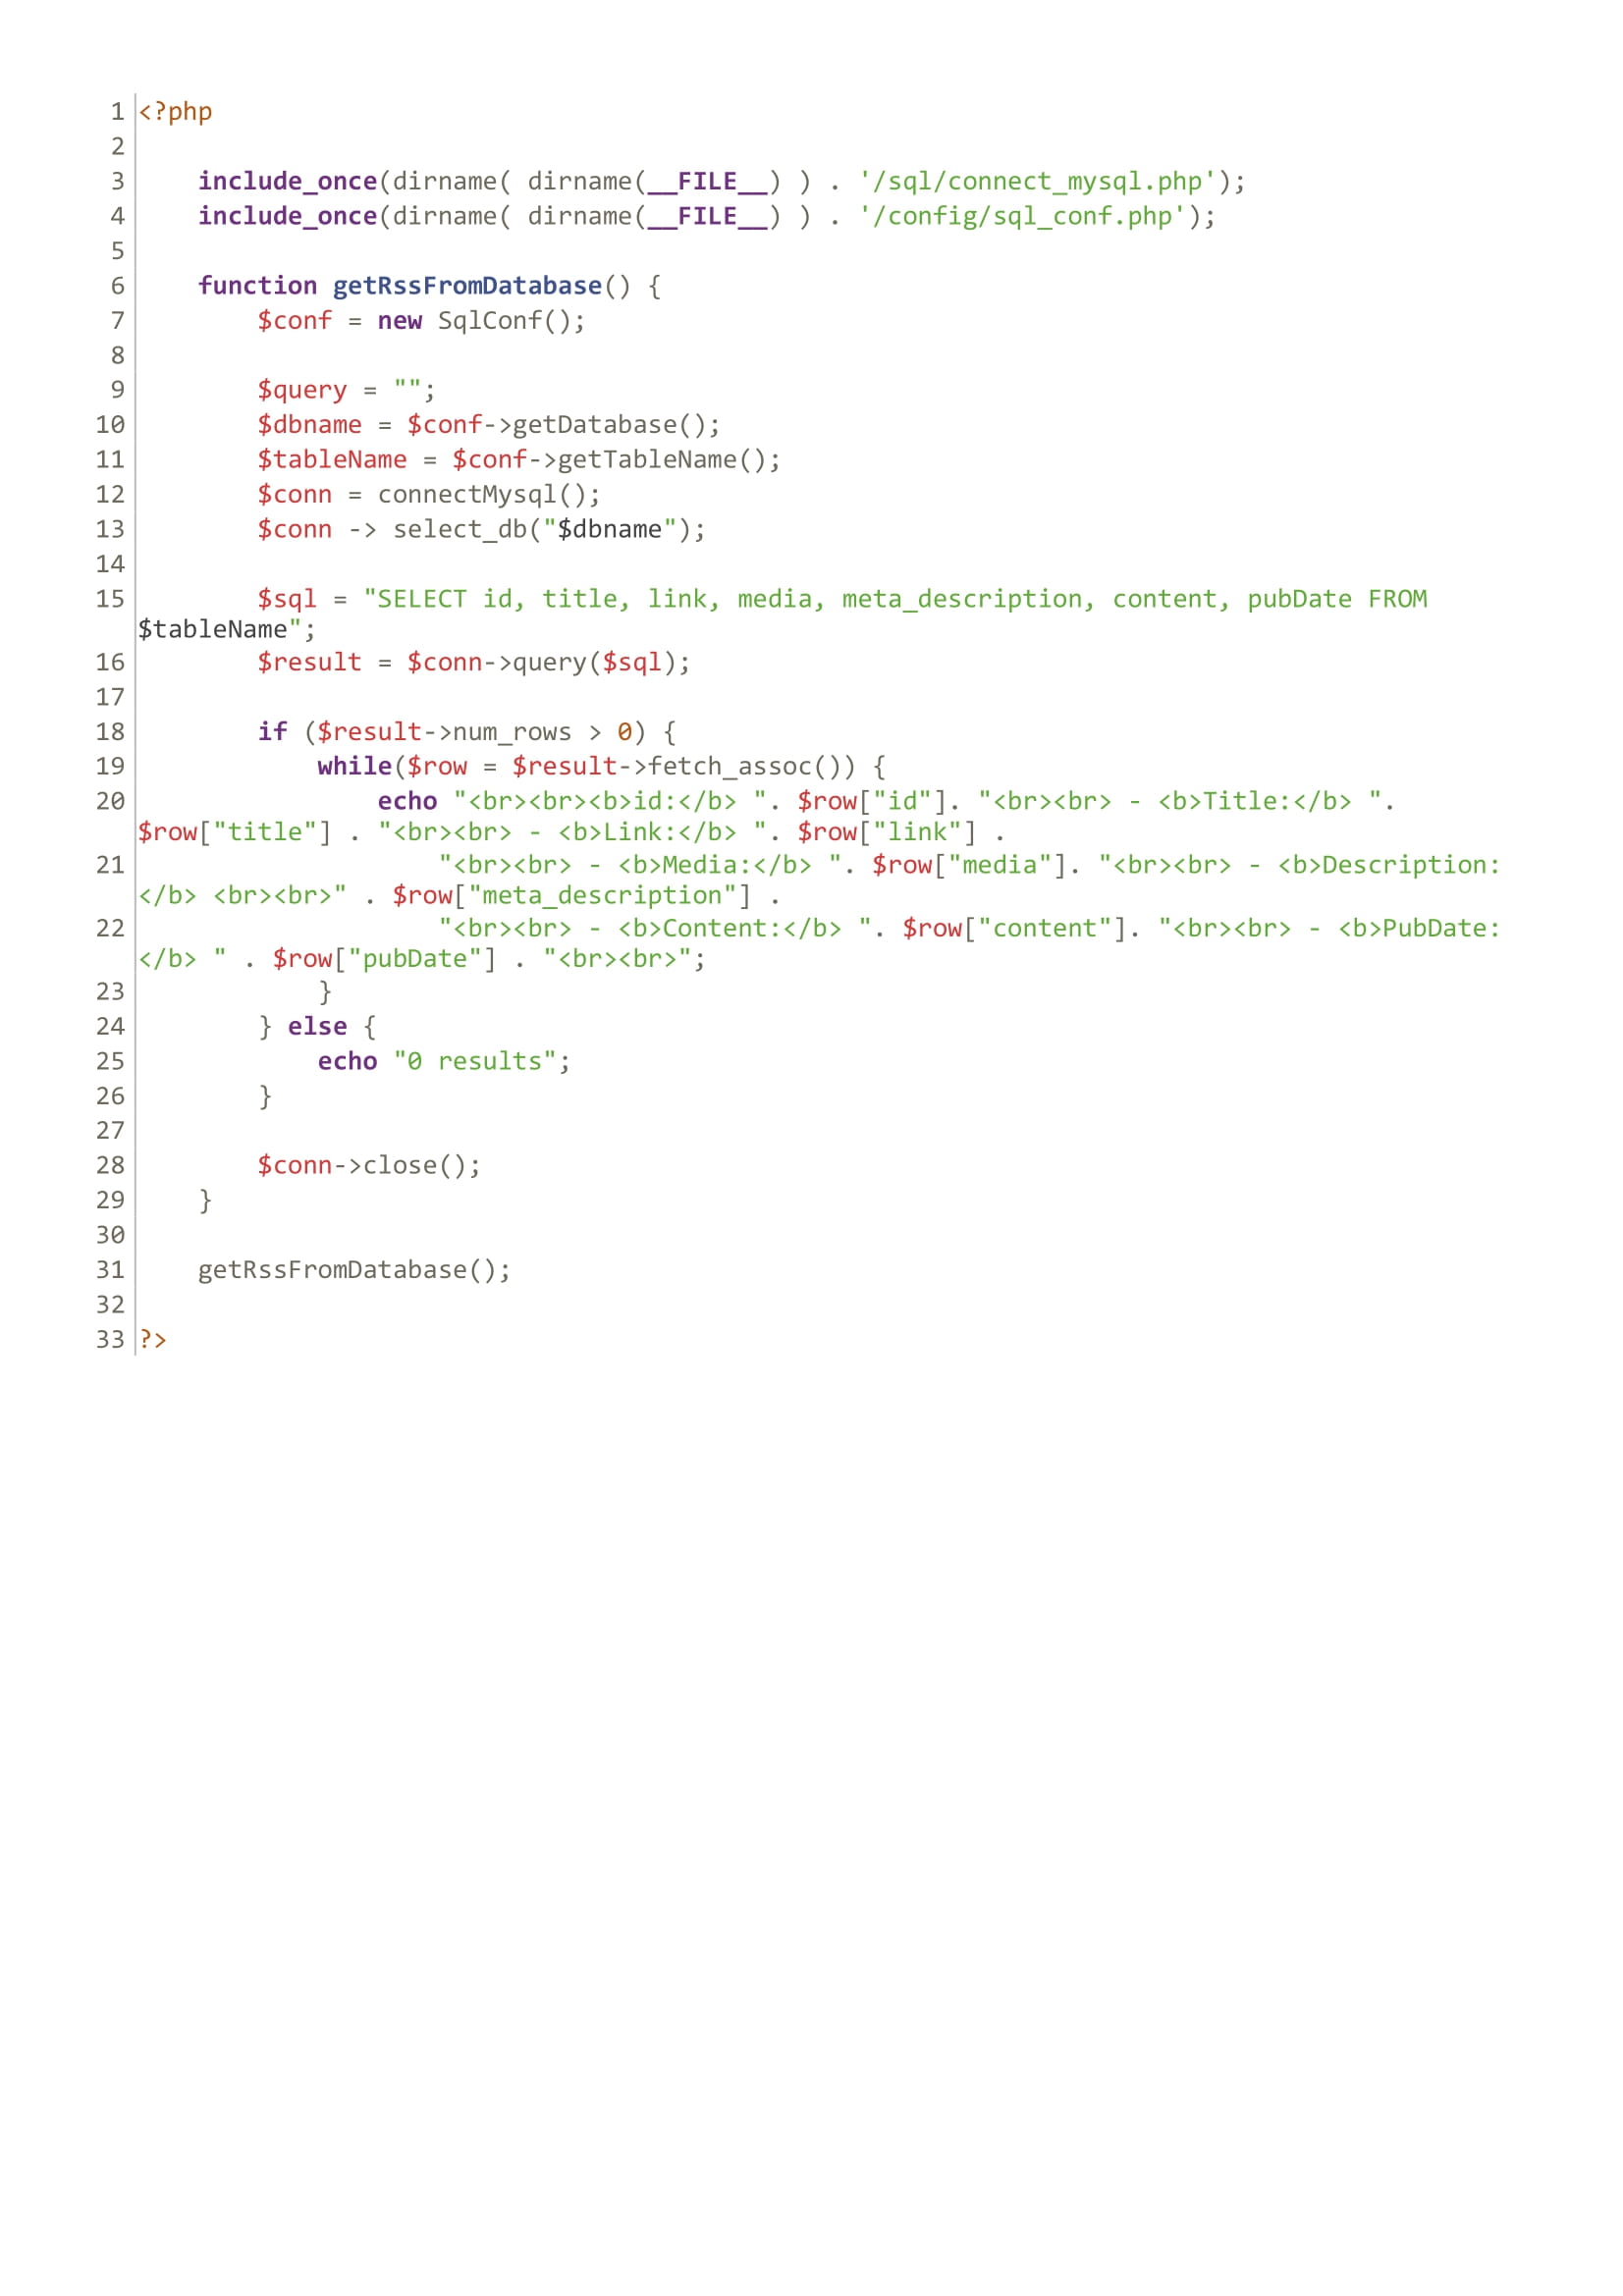 1 <?php
2
3     include_once(dirname( dirname(__FILE__) ) . '/sql/connect_mysql.php');
4     include_once(dirname( dirname(__FILE__) ) . '/config/sql_conf.php');
5
6     function getRssFromDatabase() {
7         $conf = new SqlConf();
8
9         $query = "";
10         $dbname = $conf->getDatabase();
11         $tableName = $conf->getTableName();
12         $conn = connectMysql();
13         $conn -> select_db("$dbname");
14
15         $sql = "SELECT id, title, link, media, meta_description, content, pubDate FROM
$tableName";
16         $result = $conn->query($sql);
17
18         if ($result->num_rows > 0) {
19             while($row = $result->fetch_assoc()) {
20                 echo "<br><br><b>id:</b> ". $row["id"]. "<br><br> - <b>Title:</b> ".
$row["title"] . "<br><br> - <b>Link:</b> ". $row["link"] .
21                     "<br><br> - <b>Media:</b> ". $row["media"]. "<br><br> - <b>Description:
</b> <br><br>" . $row["meta_description"] .
22                     "<br><br> - <b>Content:</b> ". $row["content"]. "<br><br> - <b>PubDate:
</b> " . $row["pubDate"] . "<br><br>";
23             }
24         } else {
25             echo "0 results";
26         }
27
28         $conn->close();
29     }
30
31     getRssFromDatabase();
32
33 ?>